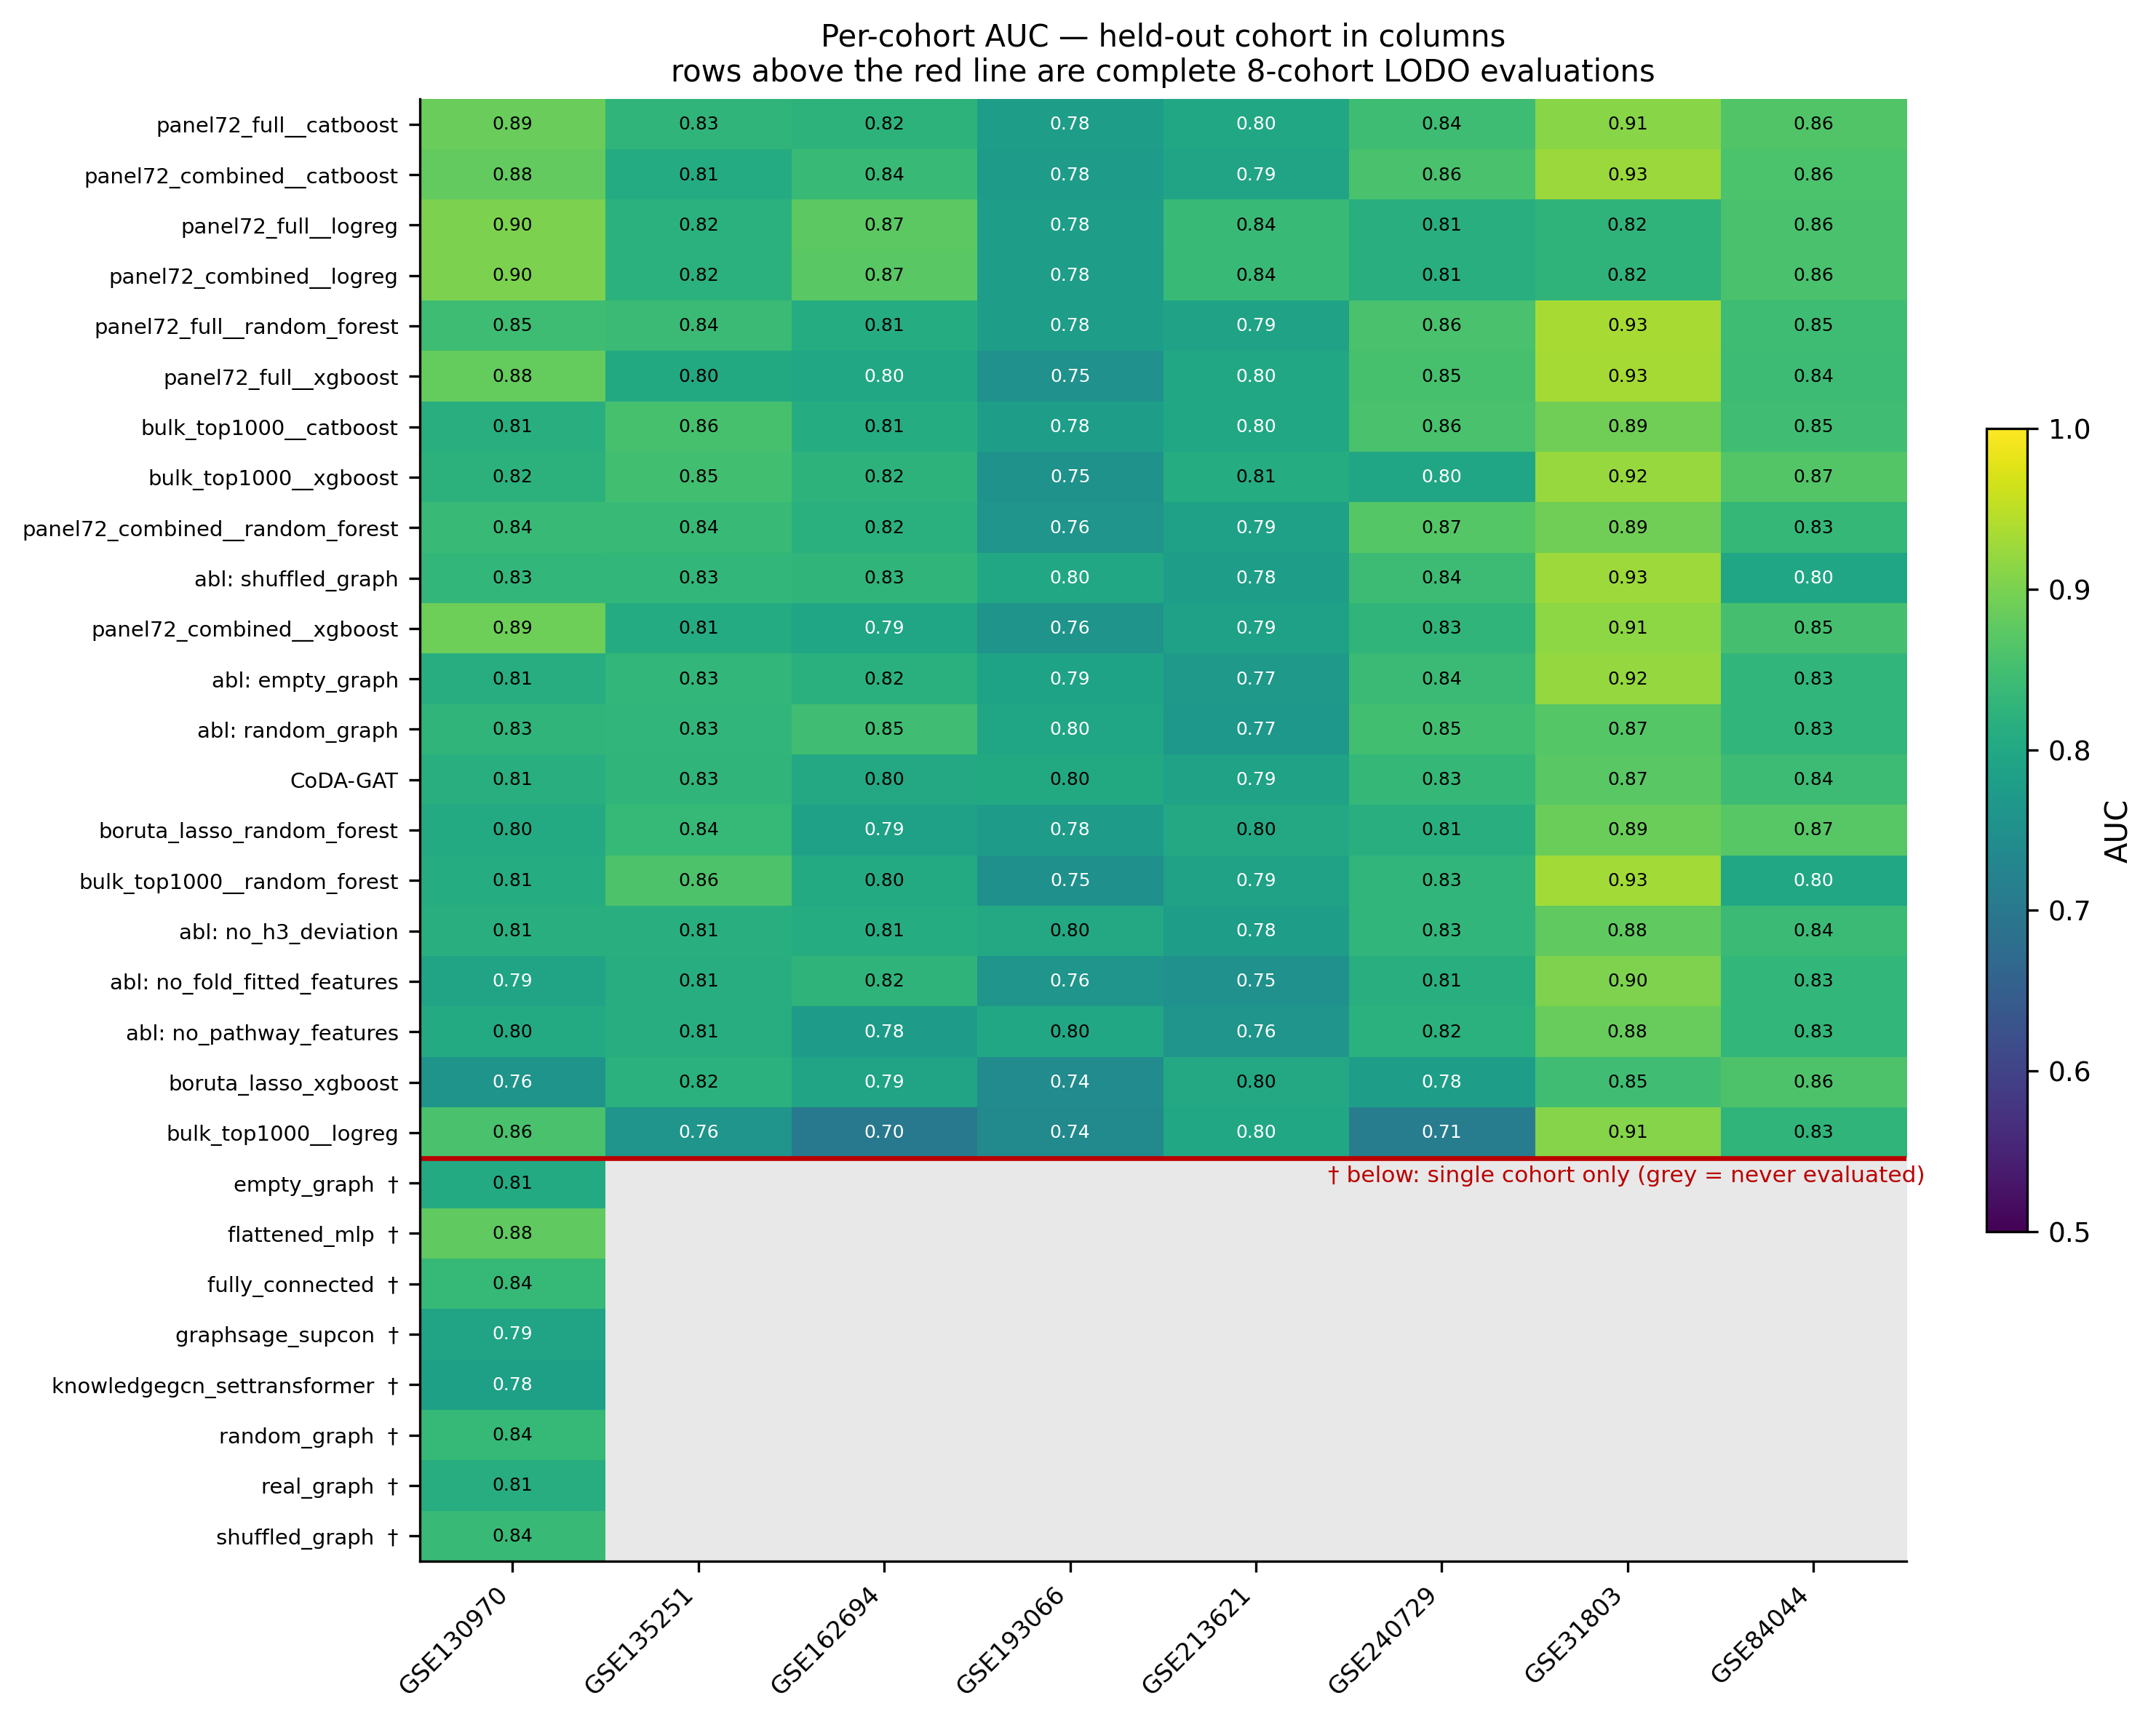 Per-cohort AUC — held-out cohort in columns
rows above the red line are complete 8-cohort LODO evaluations
panel72_full__catboost 0.89 0.83 0.82 0.78 0.80 0.84 0.91 0.86
panel72_combined__catboost 0.88 0.81 0.84 0.78 0.79 0.86 0.93 0.86
panel72_full__logreg 0.90 0.82 0.87 0.78 0.84 0.81 0.82 0.86
panel72_combined__logreg 0.90 0.82 0.87 0.78 0.84 0.81 0.82 0.86
panel72_full__random_forest 0.85 0.84 0.81 0.78 0.79 0.86 0.93 0.85
panel72_full__xgboost 0.88 0.80 0.80 0.75 0.80 0.85 0.93 0.84
bulk_top1000__catboost 0.81 0.86 0.81 0.78 0.80 0.86 0.89 0.85
bulk_top1000__xgboost 0.82 0.85 0.82 0.75 0.81 0.80 0.92 0.87
panel72_combined__random_forest 0.84 0.84 0.82 0.76 0.79 0.87 0.89 0.83
abl: shuffled_graph 0.83 0.83 0.83 0.80 0.78 0.84 0.93 0.80
panel72_combined__xgboost 0.89 0.81 0.79 0.76 0.79 0.83 0.91 0.85
abl: empty_graph 0.81 0.83 0.82 0.79 0.77 0.84 0.92 0.83
abl: random_graph 0.83 0.83 0.85 0.80 0.77 0.85 0.87 0.83
CoDA-GAT 0.81 0.83 0.80 0.80 0.79 0.83 0.87 0.84
boruta_lasso_random_forest 0.80 0.84 0.79 0.78 0.80 0.81 0.89 0.87
bulk_top1000__random_forest 0.81 0.86 0.80 0.75 0.79 0.83 0.93 0.80
abl: no_h3_deviation 0.81 0.81 0.81 0.80 0.78 0.83 0.88 0.84
abl: no_fold_fitted_features 0.79 0.81 0.82 0.76 0.75 0.81 0.90 0.83
abl: no_pathway_features 0.80 0.81 0.78 0.80 0.76 0.82 0.88 0.83
boruta_lasso_xgboost 0.76 0.82 0.79 0.74 0.80 0.78 0.85 0.86
bulk_top1000__logreg 0.86 0.76 0.70 0.74 0.80 0.71 0.91 0.83
† below: single cohort only (grey = never evaluated)
empty_graph † 0.81
flattened_mlp † 0.88
fully_connected † 0.84
graphsage_supcon † 0.79
knowledgegcn_settransformer † 0.78
random_graph † 0.84
real_graph † 0.81
shuffled_graph † 0.84
GSE130970 GSE135251 GSE162694 GSE193066 GSE213621 GSE240729 GSE31803 GSE84044
1.0
0.9
0.8
0.7
0.6
0.5
AUC